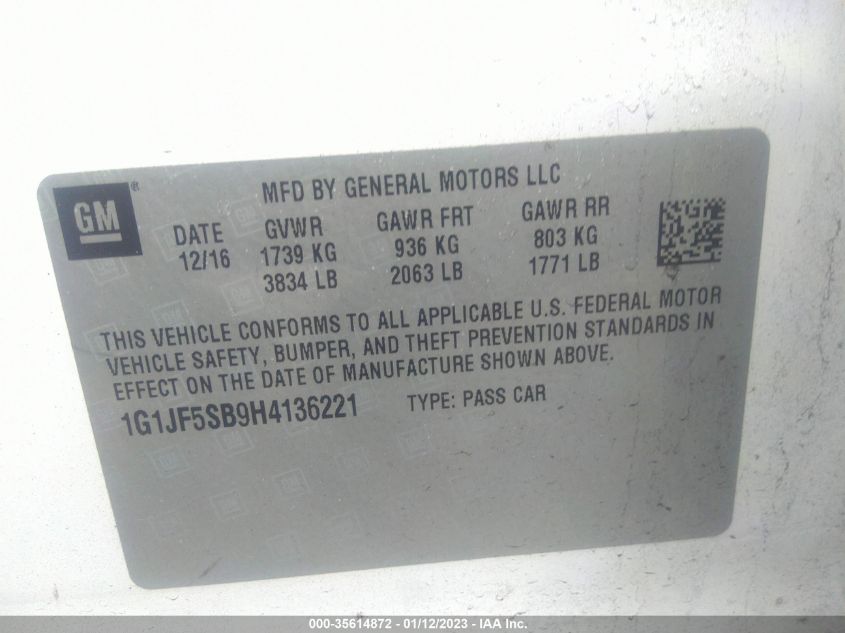 GM ®
MFD BY GENERAL MOTORS LLC
DATE GVWR GAWR FRT GAWR RR
12/16 1739 KG 936 KG 803 KG
3834 LB 2063 LB 1771 LB
THIS VEHICLE CONFORMS TO ALL APPLICABLE U.S. FEDERAL MOTOR
VEHICLE SAFETY, BUMPER, AND THEFT PREVENTION STANDARDS IN
EFFECT ON THE DATE OF MANUFACTURE SHOWN ABOVE.
1G1JF5SB9H4136221 TYPE: PASS CAR
000-35614872 - 01/12/2023 - IAA Inc.